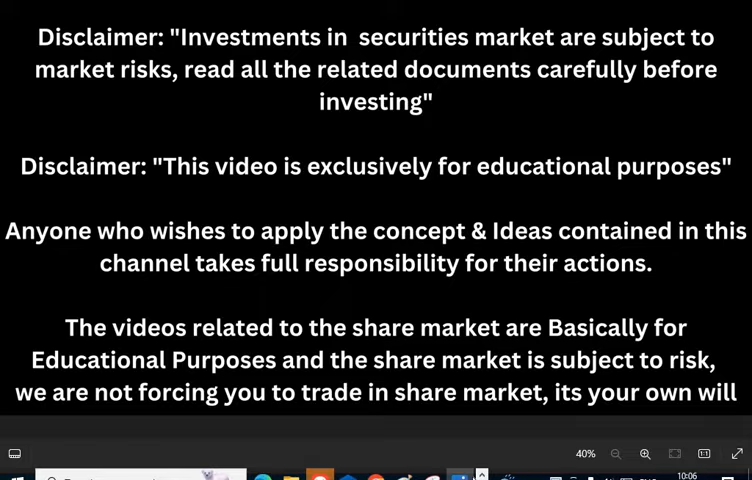 Disclaimer: "Investments in securities market are subject to
market risks, read all the related documents carefully before
investing"
Disclaimer: "This video is exclusively for educational purposes"
Anyone who wishes to apply the concept & Ideas contained in this
channel takes full responsibility for their actions.
The videos related to the share market are Basically for
Educational Purposes and the share market is subject to risk,
we are not forcing you to trade in share market, its your own will
40%
10:06